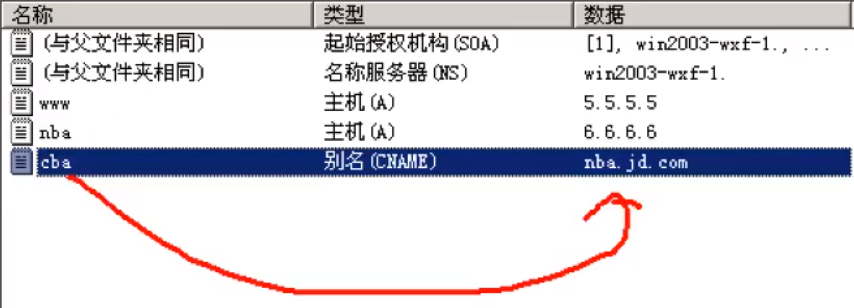 名称 类型 数据
(与父文件夹相同) 起始授权机构(SOA) [1], win2003-wxf-1., ...
(与父文件夹相同) 名称服务器(NS) win2003-wxf-1.
www 主机(A) 5.5.5.5
nba 主机(A) 6.6.6.6
cba 别名(CNAME) nba.jd.com